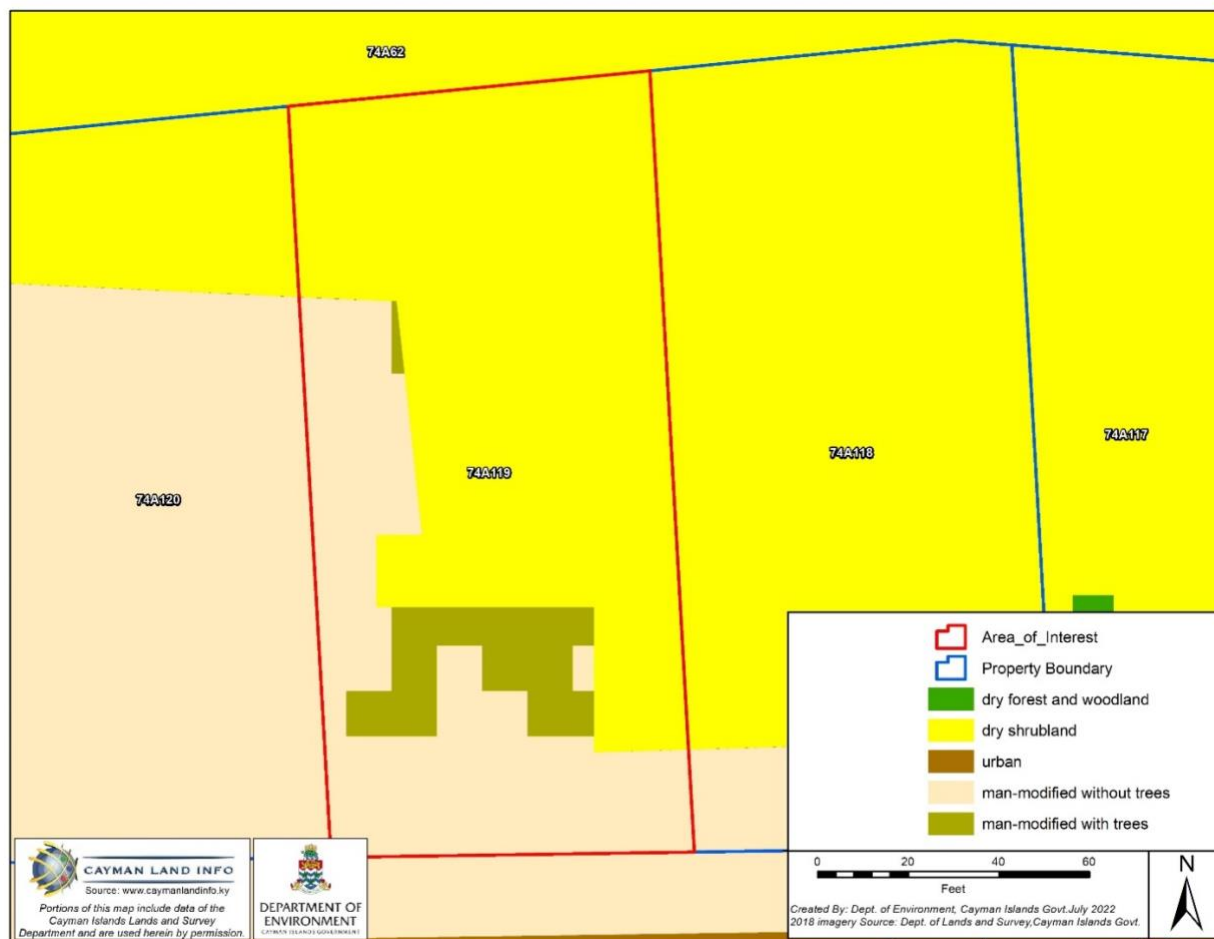 74A62
74A117
74A118
74A119
74A120
Area_of_Interest
Property Boundary
dry forest and woodland
dry shrubland
urban
man-modified without trees
man-modified with trees
0 20 40 60
Feet
N
Created By: Dept. of Environment, Cayman Islands Govt.July 2022
2018 imagery Source: Dept. of Lands and Survey,Cayman Islands Govt.
CAYMAN LAND INFO
Source: www.caymanlandinfo.ky
Portions of this map include data of the
Cayman Islands Lands and Survey
Department and are used herein by permission.
DEPARTMENT OF
ENVIRONMENT
CAYMAN ISLANDS GOVERNMENT